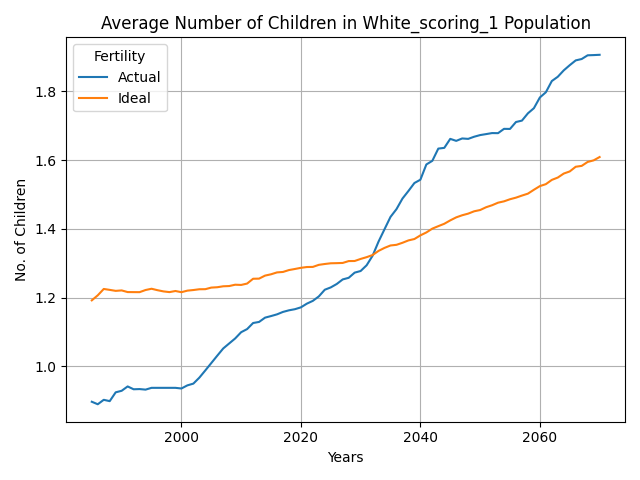 Average Number of Children in White_scoring_1 Population
Fertility
Actual
Ideal
No. of Children
1.8
1.6
1.4
1.2
1.0
2000
2020
2040
2060
Years